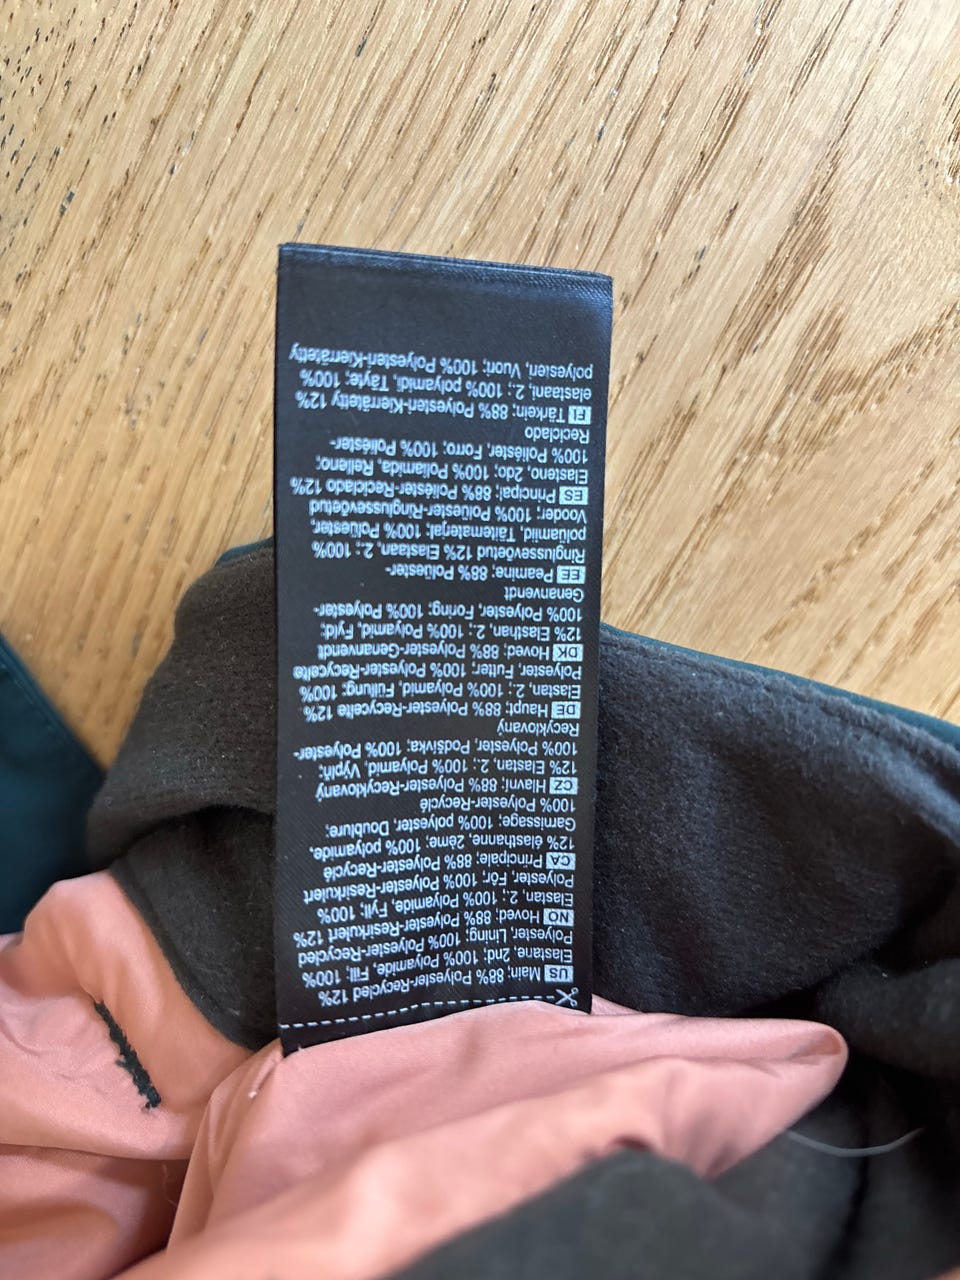 US Main; 88% Polyester-Recycled 12%
Elastane, 2nd; 100% Polyamide, Fill; 100%
Polyester, Lining; 100% Polyester-Recycled
NO Hoved; 88% Polyester-Resirkulert 12%
Elastan, 2.; 100% Polyamide, Fyll; 100%
Polyester, Fôr; 100% Polyester-Resirkulert
CA Principale; 88% Polyester-Recyclé
12% élasthanne, 2ème; 100% polyamide,
Garnissage; 100% polyester, Doublure;
100% Polyester-Recyclé
CZ Hlavní; 88% Polyester-Recyklovaný
12% Elastan, 2.; 100% Polyamid, Výplň;
100% Polyester, Podšívka; 100% Polyester-
Recyklovaný
DE Haupt; 88% Polyester-Recycelte 12%
Elastan, 2.; 100% Polyamid, Füllung; 100%
Polyester, Futter; 100% Polyester-Recycelte
DK Hoved; 88% Polyester-Genanvendt
12% Elasthan, 2.; 100% Polyamid, Fyld;
100% Polyester, Foring; 100% Polyester-
Genanvendt
EE Peamine; 88% Polüester-
Ringlussevõetud 12% Elastaan, 2.; 100%
polüamiid, Täitematerjal; 100% Polüester,
Vooder; 100% Polüester-Ringlussevõetud
ES Principal; 88% Poliéster-Reciclado 12%
Elasteno, 2do; 100% Poliamida, Relleno;
100% Poliéster, Forro; 100% Poliéster-
Reciclado
FI Tärkein; 88% Polyesteri-Kierrätetty 12%
elastaani, 2.; 100% polyamidi, Täyte; 100%
polyesteri, Vuori; 100% Polyesteri-Kierrätetty